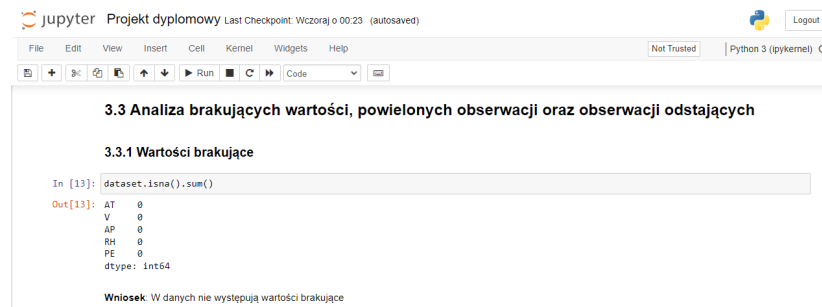 jupyter Projekt dyplomowy Last Checkpoint: Wczoraj o 00:23 (autosaved)
Logout
File Edit View Insert Cell Kernel Widgets Help
Not Trusted Python 3 (ipykernel)
Run Code
3.3 Analiza brakujących wartości, powielonych obserwacji oraz obserwacji odstających
3.3.1 Wartości brakujące
In [13]: dataset.isna().sum()
Out[13]: AT 0
V 0
AP 0
RH 0
PE 0
dtype: int64
Wniosek: W danych nie występują wartości brakujące